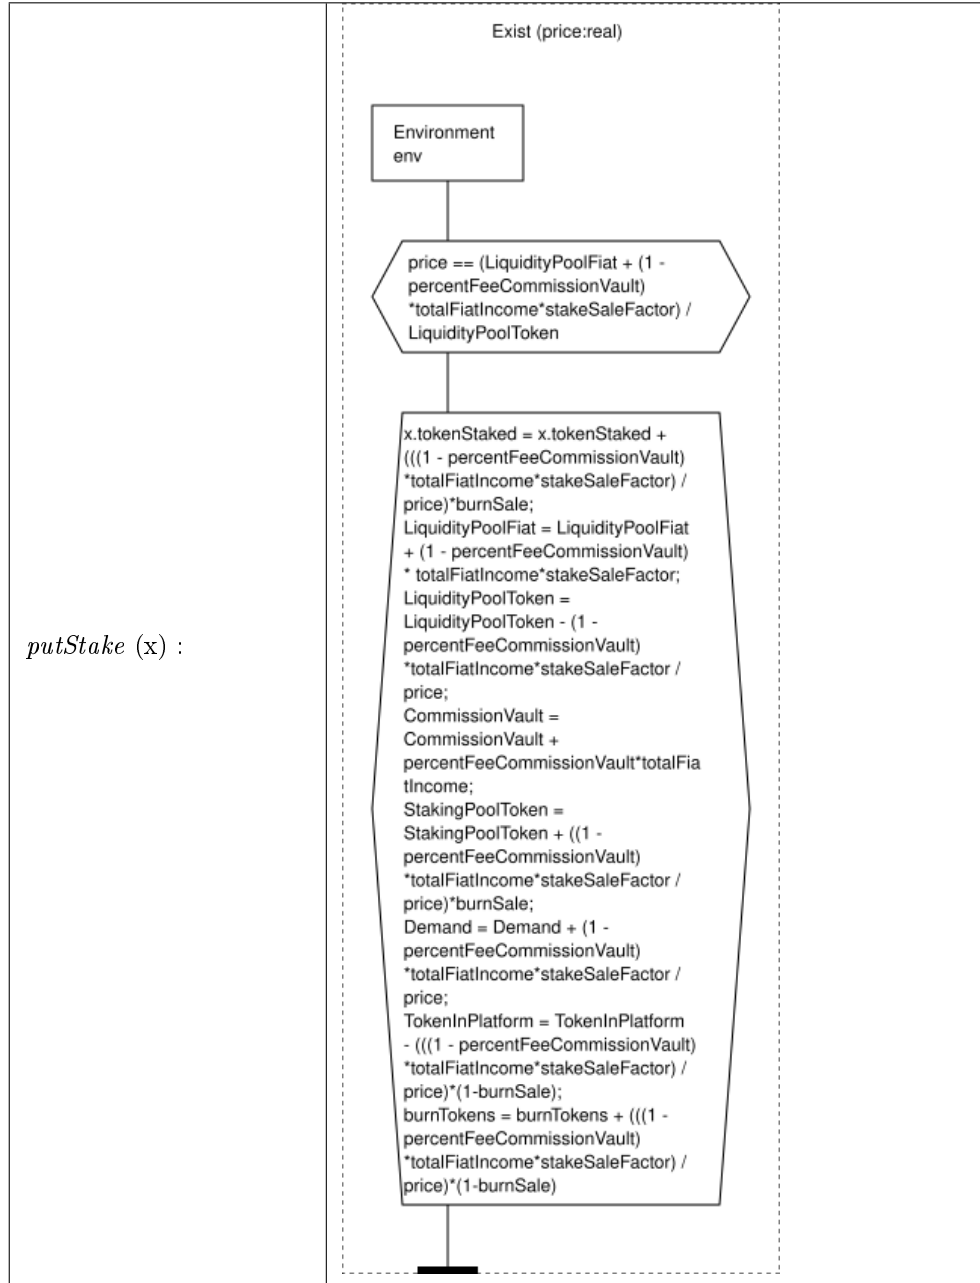 Exist (price:real)
Environment
env
price == (LiquidityPoolFiat + (1 -
percentFeeCommissionVault)
*totalFiatIncome*stakeSaleFactor) /
LiquidityPoolToken
putStake (x) :
x.tokenStaked = x.tokenStaked +
(((1 - percentFeeCommissionVault)
*totalFiatIncome*stakeSaleFactor) /
price)*burnSale;
LiquidityPoolFiat = LiquidityPoolFiat
+ (1 - percentFeeCommissionVault)
* totalFiatIncome*stakeSaleFactor;
LiquidityPoolToken =
LiquidityPoolToken - (1 -
percentFeeCommissionVault)
*totalFiatIncome*stakeSaleFactor /
price;
CommissionVault =
CommissionVault +
percentFeeCommissionVault*totalFia
tIncome;
StakingPoolToken =
StakingPoolToken + ((1 -
percentFeeCommissionVault)
*totalFiatIncome*stakeSaleFactor /
price)*burnSale;
Demand = Demand + (1 -
percentFeeCommissionVault)
*totalFiatIncome*stakeSaleFactor /
price;
TokenInPlatform = TokenInPlatform
- (((1 - percentFeeCommissionVault)
*totalFiatIncome*stakeSaleFactor) /
price)*(1-burnSale);
burnTokens = burnTokens + (((1 -
percentFeeCommissionVault)
*totalFiatIncome*stakeSaleFactor) /
price)*(1-burnSale)